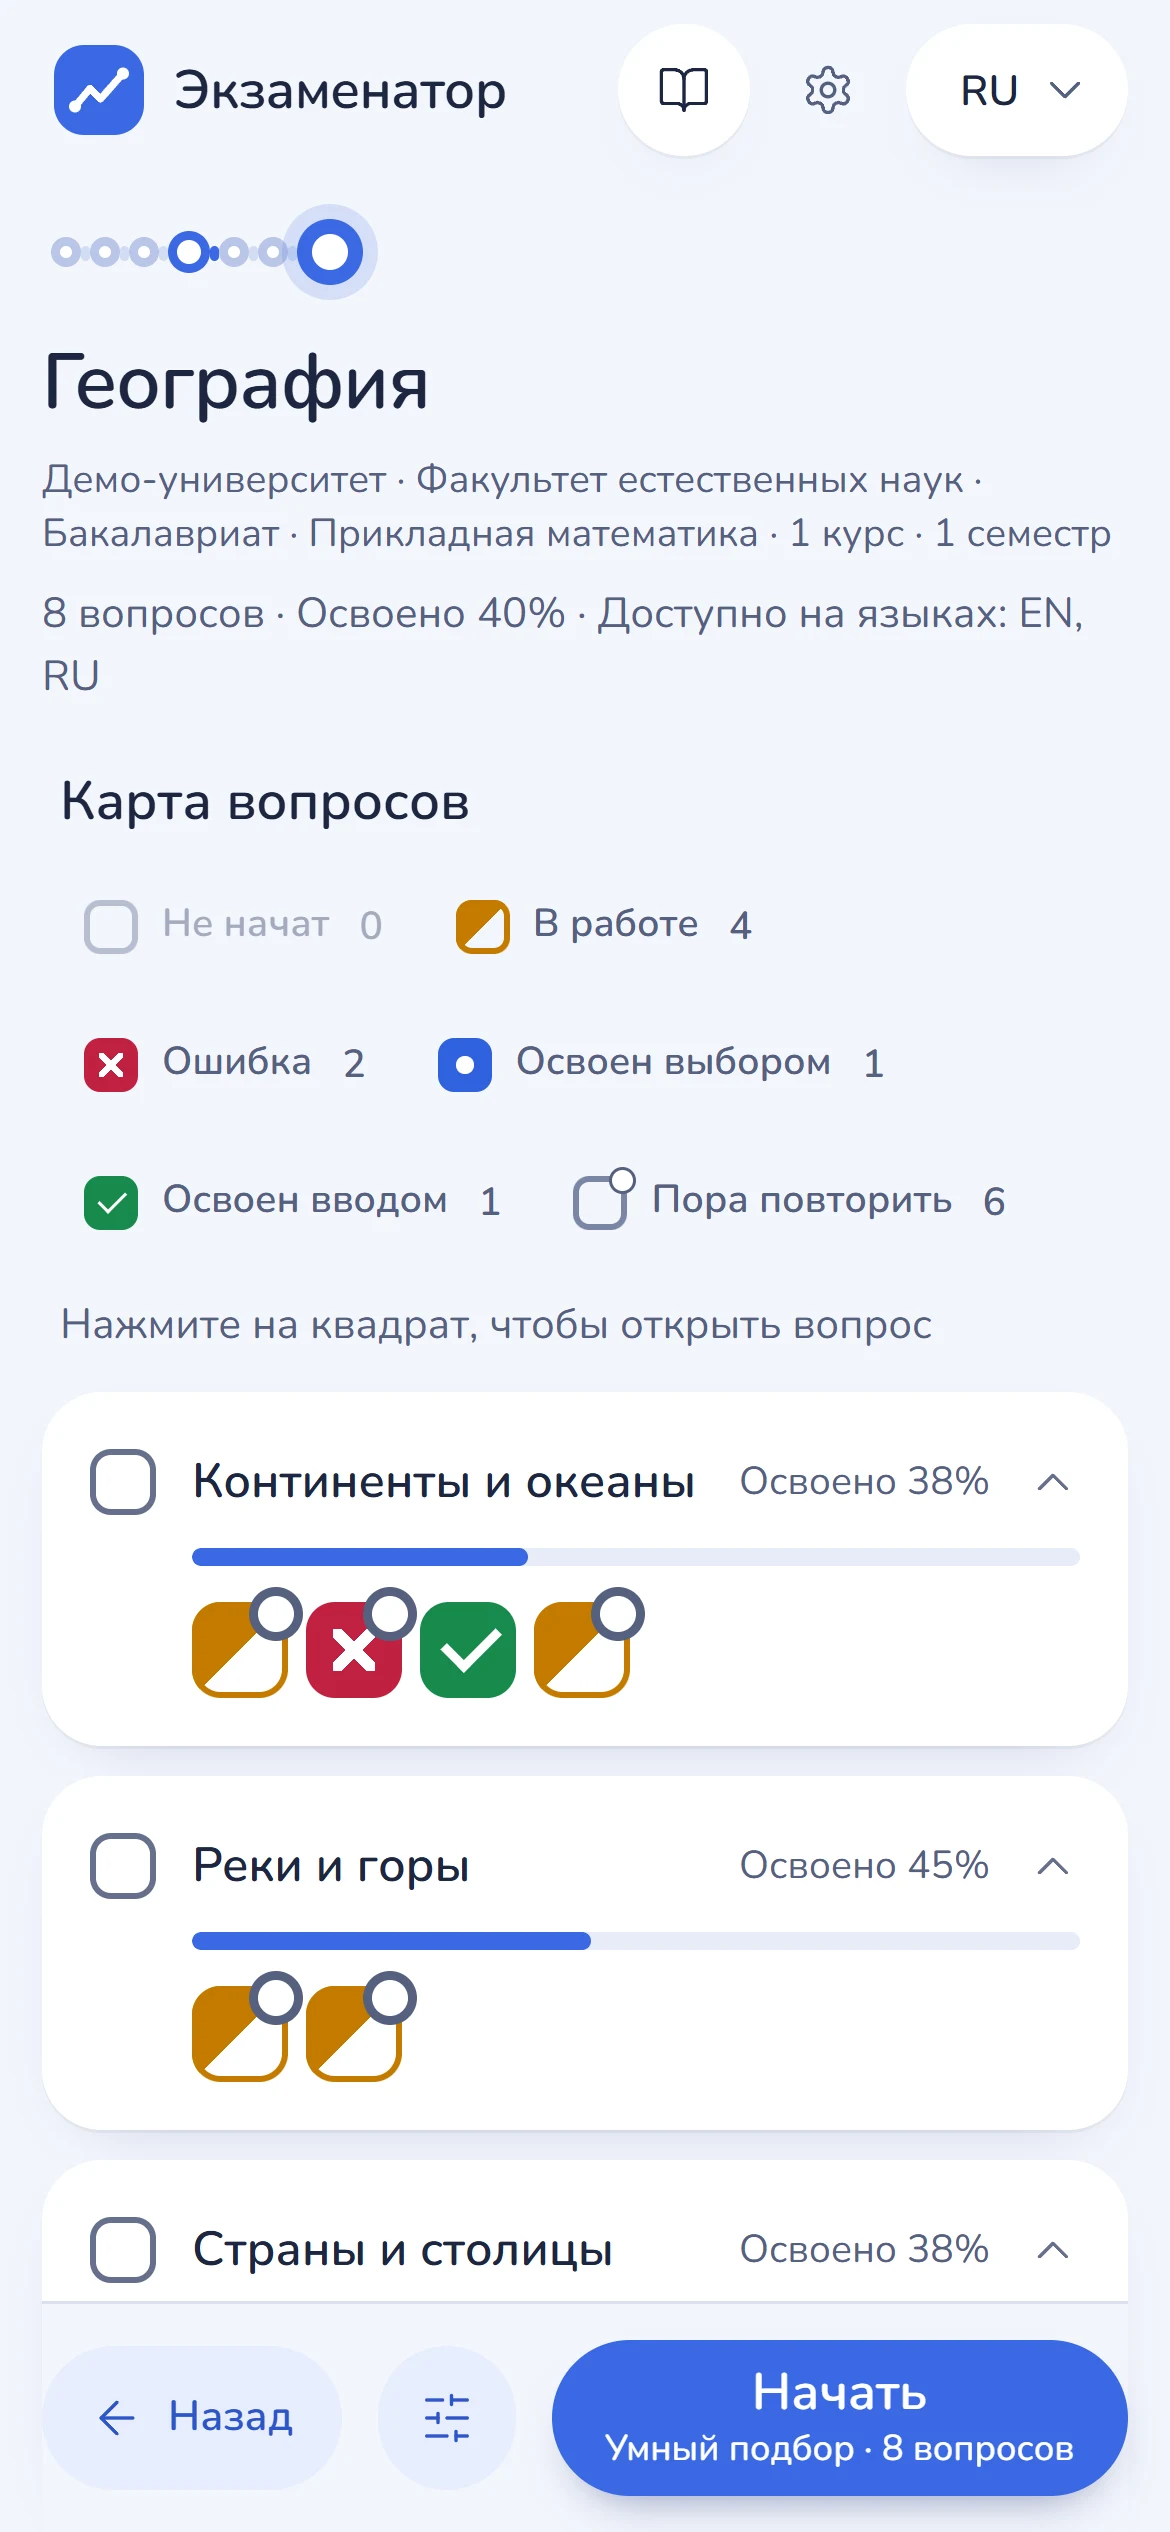 Экзаменатор
RU
География
Демо-университет · Факультет естественных наук ·
Бакалавриат · Прикладная математика · 1 курс · 1 семестр
8 вопросов · Освоено 40% · Доступно на языках: EN,
RU
Карта вопросов
Не начат 0
В работе 4
Ошибка 2
Освоен выбором 1
Освоен вводом 1
Пора повторить 6
Нажмите на квадрат, чтобы открыть вопрос
Континенты и океаны
Освоено 38%
Реки и горы
Освоено 45%
Страны и столицы
Освоено 38%
Назад
Начать
Умный подбор · 8 вопросов